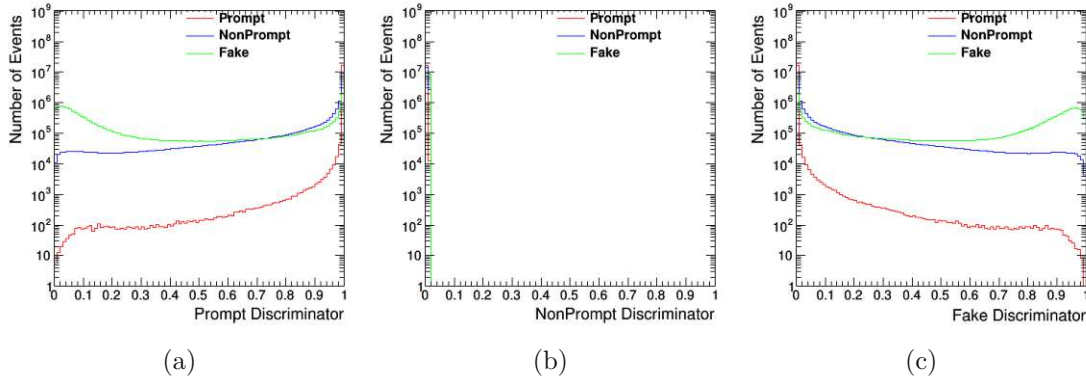 Number of Events
10⁹
10⁸
10⁷
10⁶
10⁵
10⁴
10³
10²
10
1
Prompt
NonPrompt
Fake
0 0.1 0.2 0.3 0.4 0.5 0.6 0.7 0.8 0.9 1
Prompt Discriminator
(a)
Number of Events
10⁹
10⁸
10⁷
10⁶
10⁵
10⁴
10³
10²
10
1
Prompt
NonPrompt
Fake
0 0.1 0.2 0.3 0.4 0.5 0.6 0.7 0.8 0.9 1
NonPrompt Discriminator
(b)
Number of Events
10⁹
10⁸
10⁷
10⁶
10⁵
10⁴
10³
10²
10
1
Prompt
NonPrompt
Fake
0 0.1 0.2 0.3 0.4 0.5 0.6 0.7 0.8 0.9 1
Fake Discriminator
(c)